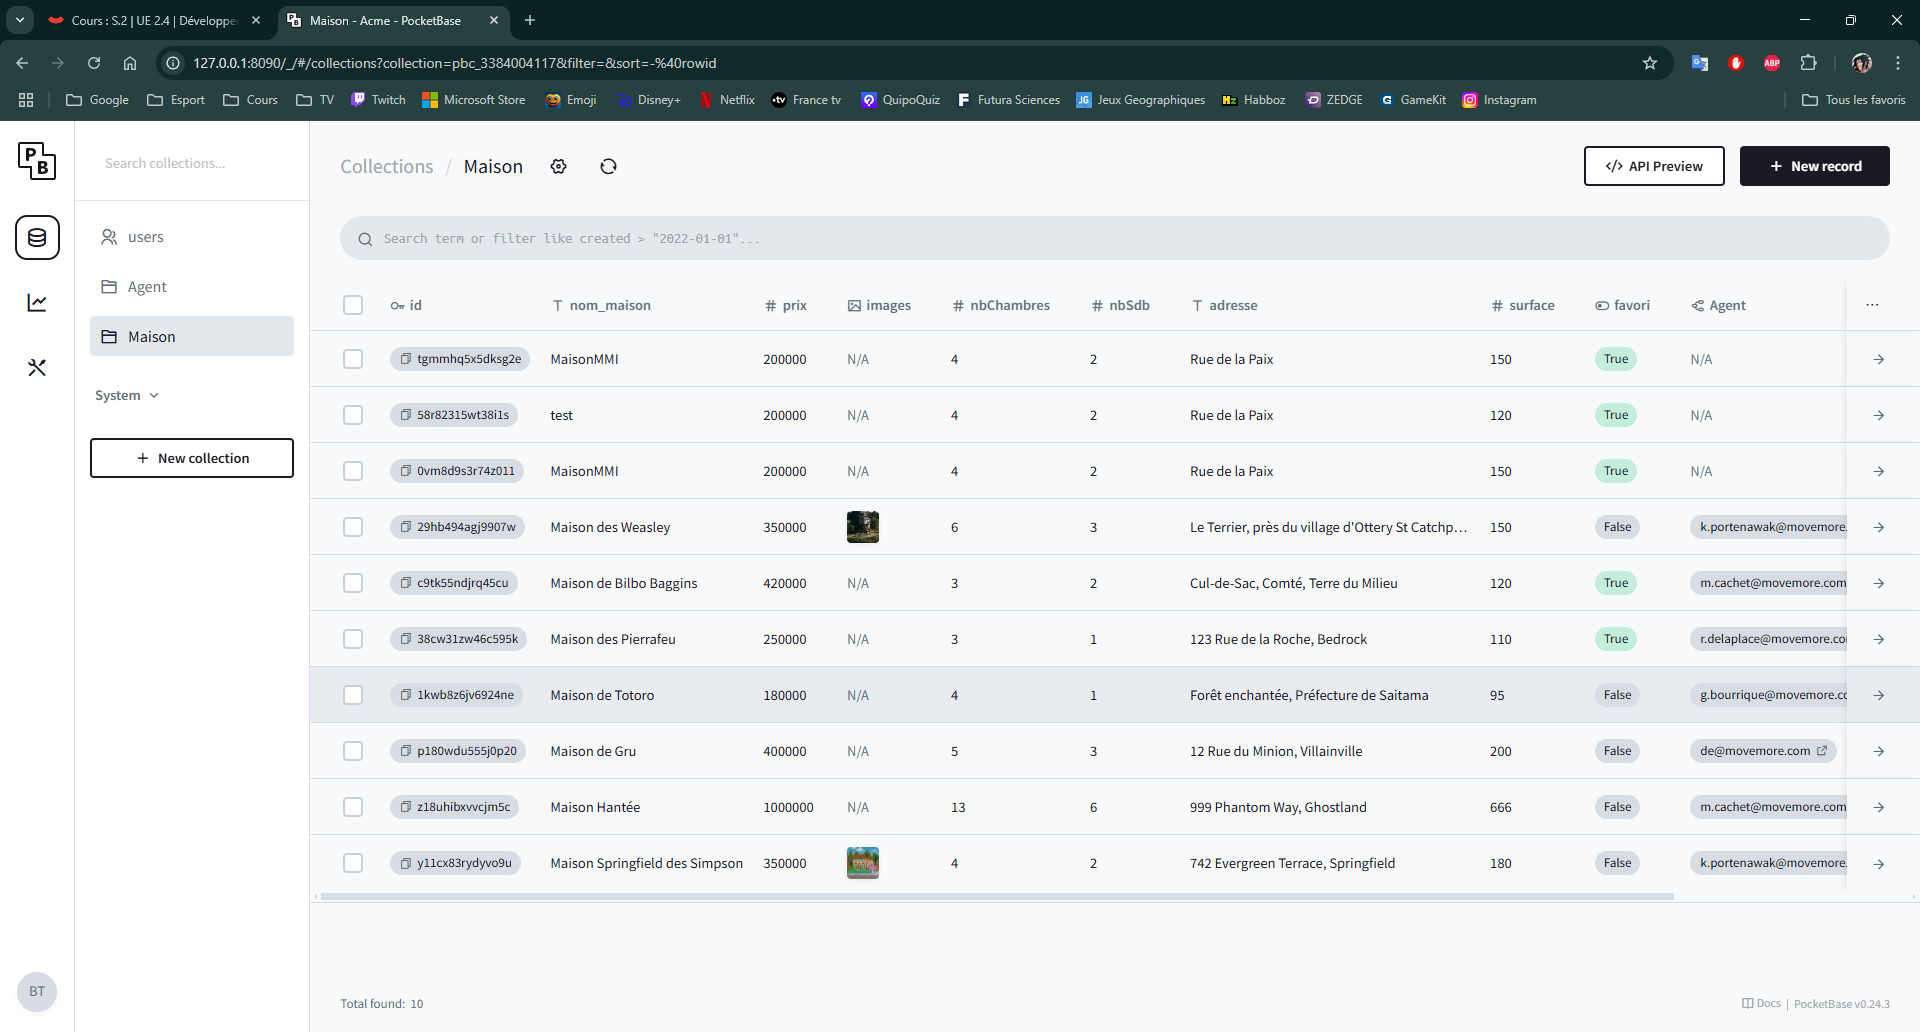 Cours : S.2 | UE 2.4 | Développe
Maison - Acme - PocketBase
127.0.0.1:8090/_/#/collections?collection=pbc_3384004117&filter=&sort=-%40rowid
ABP
Google Esport Cours TV Twitch Microsoft Store Emoji Disney+ Netflix France tv QuipoQuiz Futura Sciences Jeux Geographiques Habboz ZEDGE GameKit Instagram Tous les favoris
PB
Search collections...
users
Agent
Maison
System
+ New collection
BT
Collections / Maison
</> API Preview
+ New record
Search term or filter like created > "2022-01-01"...
id T nom_maison # prix images # nbChambres # nbSdb T adresse # surface favori Agent ...
tgmmhq5x5dksg2e MaisonMMI 200000 N/A 4 2 Rue de la Paix 150 True N/A
58r82315wt38i1s test 200000 N/A 4 2 Rue de la Paix 120 True N/A
0vm8d9s3r74z011 MaisonMMI 200000 N/A 4 2 Rue de la Paix 150 True N/A
29hb494agj9907w Maison des Weasley 350000 6 3 Le Terrier, près du village d'Ottery St Catchp... 150 False k.portenawak@movemore.
c9tk55ndjrq45cu Maison de Bilbo Baggins 420000 N/A 3 2 Cul-de-Sac, Comté, Terre du Milieu 120 True m.cachet@movemore.com
38cw31zw46c595k Maison des Pierrafeu 250000 N/A 3 1 123 Rue de la Roche, Bedrock 110 True r.delaplace@movemore.co
1kwb8z6jv6924ne Maison de Totoro 180000 N/A 4 1 Forêt enchantée, Préfecture de Saitama 95 False g.bourrique@movemore.co
p180wdu555j0p20 Maison de Gru 400000 N/A 5 3 12 Rue du Minion, Villainville 200 False de@movemore.com
z18uhibxvvcjm5c Maison Hantée 1000000 N/A 13 6 999 Phantom Way, Ghostland 666 False m.cachet@movemore.com
y11cx83rydyvo9u Maison Springfield des Simpson 350000 4 2 742 Evergreen Terrace, Springfield 180 False k.portenawak@movemore.
Total found: 10
Docs | PocketBase v0.24.3